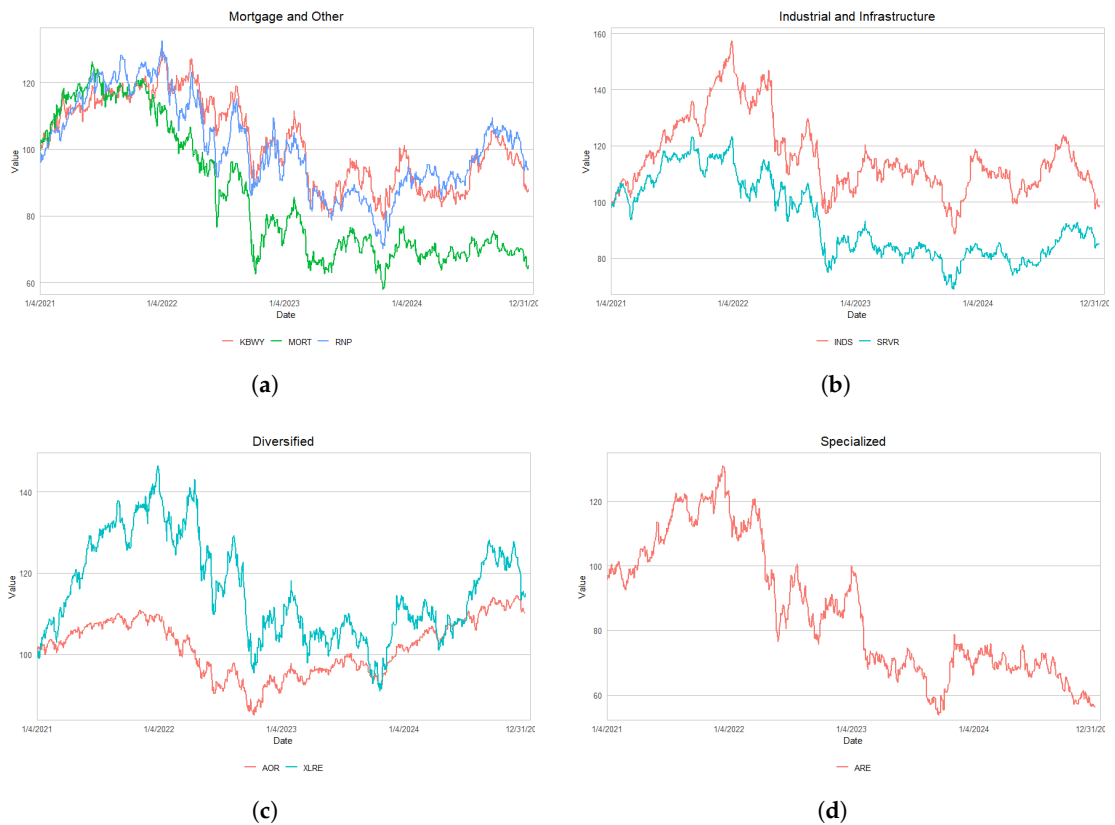 Mortgage and Other
Value
120
100
80
60
1/4/2021 1/4/2022 1/4/2023 1/4/2024 12/31/20
Date
KBWY MORT RNP
(a)
Industrial and Infrastructure
Value
160
140
120
100
80
1/4/2021 1/4/2022 1/4/2023 1/4/2024 12/31/20
Date
INDS SRVR
(b)
Diversified
Value
140
120
100
1/4/2021 1/4/2022 1/4/2023 1/4/2024 12/31/20
Date
AOR XLRE
(c)
Specialized
Value
120
100
80
60
1/4/2021 1/4/2022 1/4/2023 1/4/2024 12/31/20
Date
ARE
(d)